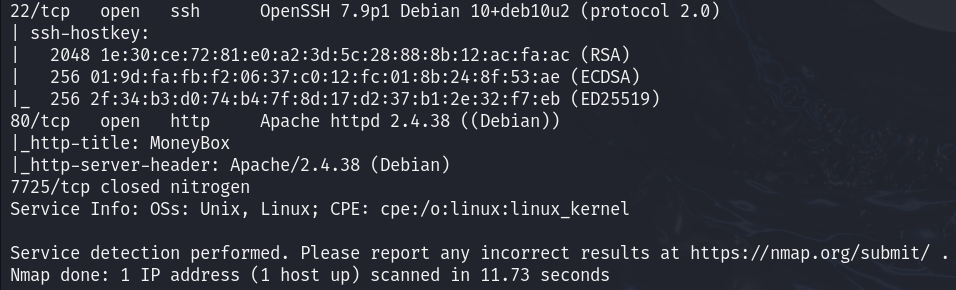 22/tcp   open   ssh      OpenSSH 7.9p1 Debian 10+deb10u2 (protocol 2.0)
| ssh-hostkey:
|   2048 1e:30:ce:72:81:e0:a2:3d:5c:28:88:8b:12:ac:fa:ac (RSA)
|   256 01:9d:fa:fb:f2:06:37:c0:12:fc:01:8b:24:8f:53:ae (ECDSA)
|_  256 2f:34:b3:d0:74:b4:7f:8d:17:d2:37:b1:2e:32:f7:eb (ED25519)
80/tcp   open   http     Apache httpd 2.4.38 ((Debian))
|_http-title: MoneyBox
|_http-server-header: Apache/2.4.38 (Debian)
7725/tcp closed nitrogen
Service Info: OSs: Unix, Linux; CPE: cpe:/o:linux:linux_kernel

Service detection performed. Please report any incorrect results at https://nmap.org/submit/ .
Nmap done: 1 IP address (1 host up) scanned in 11.73 seconds